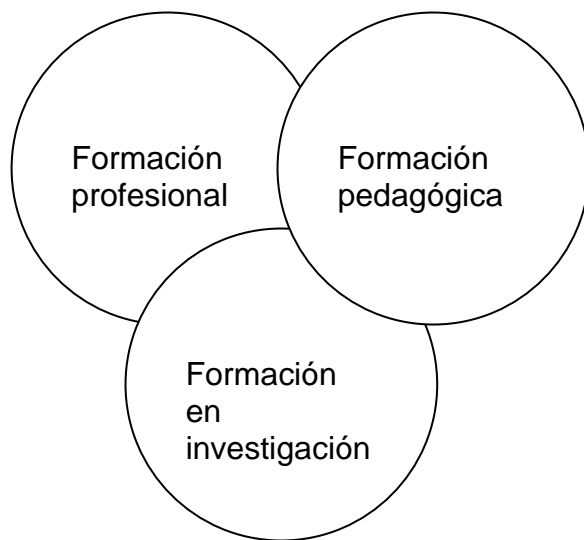 Formación
profesional
Formación
pedagógica
Formación
en
investigación